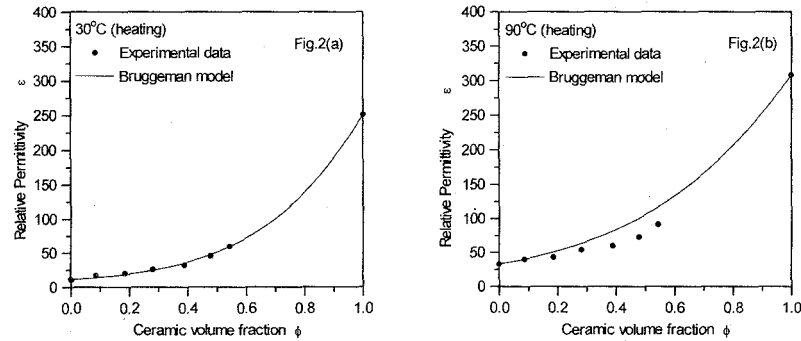 400
350
300
250
200
150
100
50
0
Relative Permittivity ε
30°C (heating)
Experimental data
Bruggeman model
Fig.2(a)
0.0 0.2 0.4 0.6 0.8 1.0
Ceramic volume fraction ϕ
400
350
300
250
200
150
100
50
0
Relative Permittivity ε
90°C (heating)
Experimental data
Bruggeman model
Fig.2(b)
0.0 0.2 0.4 0.6 0.8 1.0
Ceramic volume fraction ϕ